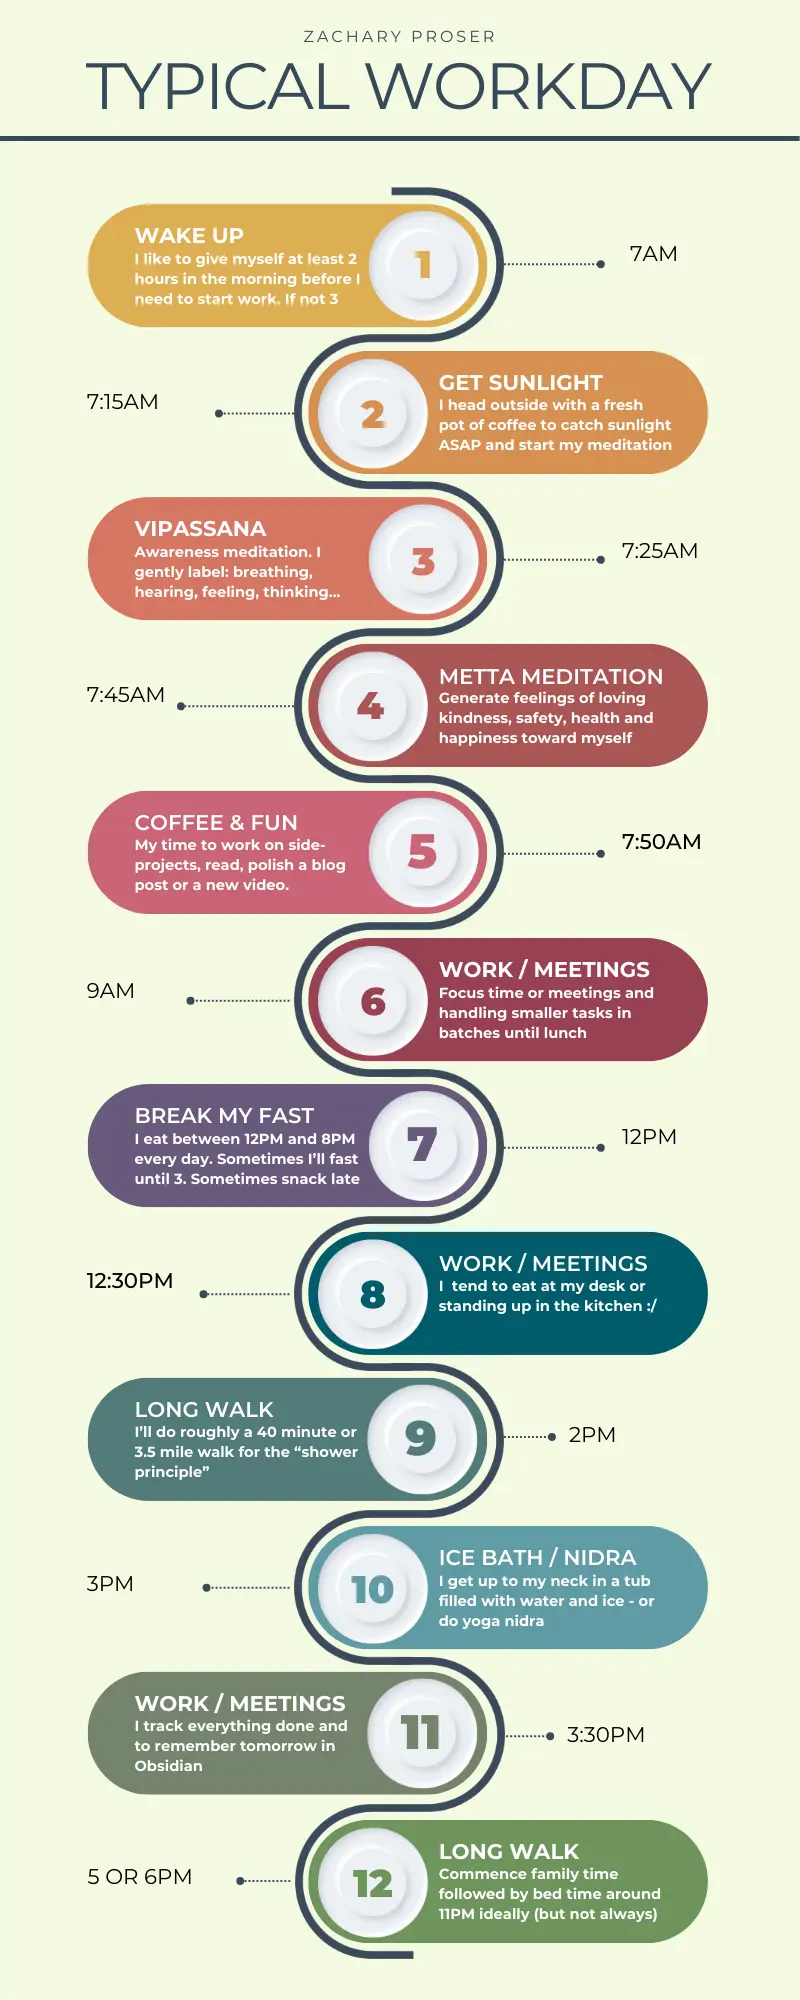 ZACHARY PROSER
TYPICAL WORKDAY
WAKE UP
I like to give myself at least 2
hours in the morning before I
need to start work. If not 3
1
7AM
7:15AM
2
GET SUNLIGHT
I head outside with a fresh
pot of coffee to catch sunlight
ASAP and start my meditation
VIPASSANA
Awareness meditation. I
gently label: breathing,
hearing, feeling, thinking...
3
7:25AM
7:45AM
4
METTA MEDITATION
Generate feelings of loving
kindness, safety, health and
happiness toward myself
COFFEE & FUN
My time to work on side-
projects, read, polish a blog
post or a new video.
5
7:50AM
9AM
6
WORK / MEETINGS
Focus time or meetings and
handling smaller tasks in
batches until lunch
BREAK MY FAST
I eat between 12PM and 8PM
every day. Sometimes I'll fast
until 3. Sometimes snack late
7
12PM
12:30PM
8
WORK / MEETINGS
I  tend to eat at my desk or
standing up in the kitchen :/
LONG WALK
I'll do roughly a 40 minute or
3.5 mile walk for the “shower
principle”
9
2PM
3PM
10
ICE BATH / NIDRA
I get up to my neck in a tub
filled with water and ice - or
do yoga nidra
WORK / MEETINGS
I track everything done and
to remember tomorrow in
Obsidian
11
3:30PM
5 OR 6PM
12
LONG WALK
Commence family time
followed by bed time around
11PM ideally (but not always)